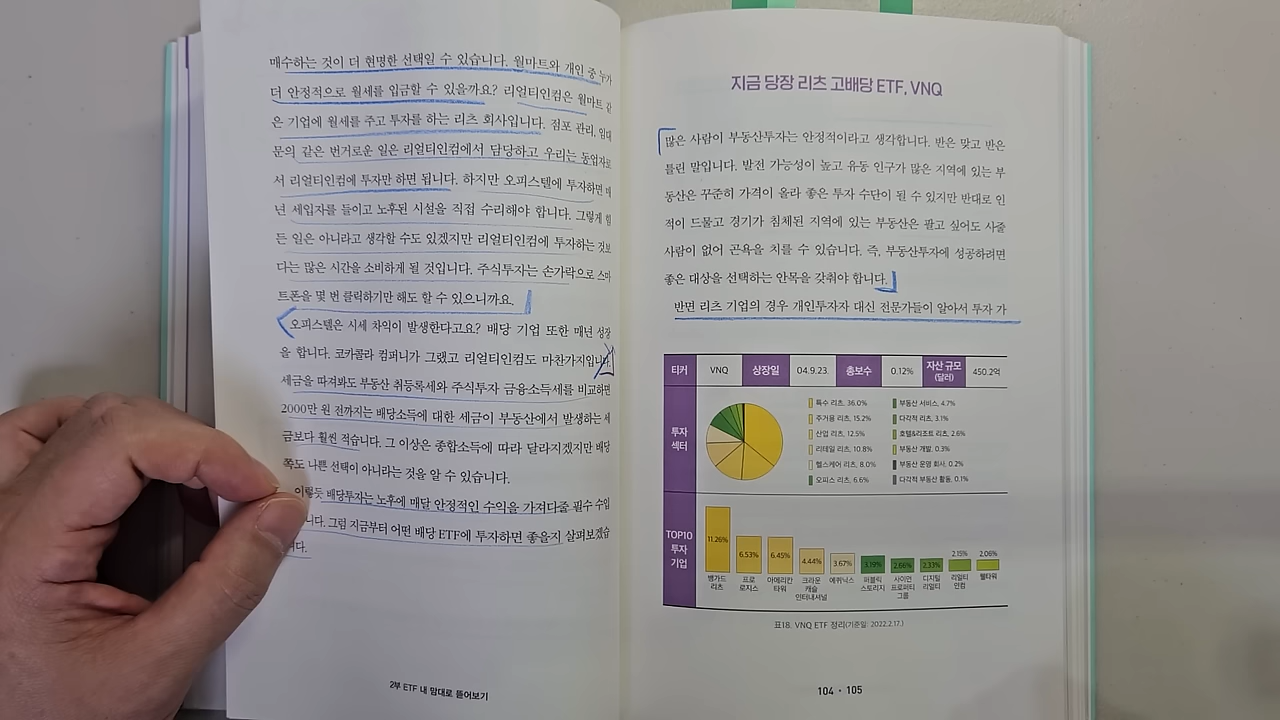 매수하는 것이 더 현명한 선택일 수 있습니다. 월마트와 개인 중 누가
더 안정적으로 월세를 입금할 수 있을까요? 리얼티인컴은 월마트 같
은 기업에 월세를 주고 투자를 하는 리츠 회사입니다. 점포 관리, 임대
문의 같은 번거로운 일은 리얼티인컴에서 담당하고 우리는 동업자로
서 리얼티인컴에 투자만 하면 됩니다. 하지만 오피스텔에 투자하면 매
년 세입자를 들이고 노후된 시설을 직접 수리해야 합니다. 그렇게 힘
든 일은 아니라고 생각할 수도 있겠지만 리얼티인컴에 투자하는 것보
다는 많은 시간을 소비하게 될 것입니다. 주식투자는 손가락으로 스마
트폰을 몇 번 클릭하기만 해도 할 수 있으니까요.
오피스텔은 시세 차익이 발생한다고요? 배당 기업 또한 매년 성장
을 합니다. 코카콜라 컴퍼니가 그랬고 리얼티인컴도 마찬가지입니다.
세금을 따져봐도 부동산 취등록세와 주식투자 금융소득세를 비교하면
2000만 원 전까지는 배당소득에 대한 세금이 부동산에서 발생하는 세
금보다 훨씬 적습니다. 그 이상은 종합소득에 따라 달라지겠지만 배당
쪽도 나쁜 선택이 아니라는 것을 알 수 있습니다.
이렇듯 배당투자는 노후에 매달 안정적인 수익을 가져다줄 필수 수입
니다. 그럼 지금부터 어떤 배당 ETF에 투자하면 좋을지 살펴보겠습
니다.
2부 ETF 내 맘대로 뜯어보기
지금 당장 리츠 고배당 ETF, VNQ
많은 사람이 부동산투자는 안정적이라고 생각합니다. 반은 맞고 반은
틀린 말입니다. 발전 가능성이 높고 유동 인구가 많은 지역에 있는 부
동산은 꾸준히 가격이 올라 좋은 투자 수단이 될 수 있지만 반대로 인
적이 드물고 경기가 침체된 지역에 있는 부동산은 팔고 싶어도 사줄
사람이 없어 곤욕을 치를 수 있습니다. 즉, 부동산투자에 성공하려면
좋은 대상을 선택하는 안목을 갖춰야 합니다.
반면 리츠 기업의 경우 개인투자자 대신 전문가들이 알아서 투자 가
티커 VNQ 상장일 04.9.23. 총보수 0.12% 자산 규모 (달러) 450.2억
투자 섹터
특수 리츠, 36.0%
주거용 리츠, 15.2%
산업 리츠, 12.5%
리테일 리츠, 10.8%
헬스케어 리츠, 8.0%
오피스 리츠, 6.6%
부동산 서비스, 4.7%
다각적 리츠, 3.1%
호텔&리조트 리츠, 2.6%
부동산 개발, 0.3%
부동산 운영 회사, 0.2%
다각적 부동산 활용, 0.1%
TOP10 투자 기업
11.26% 6.53% 6.45% 4.44% 3.67% 3.19% 2.66% 2.33% 2.15% 2.06%
뱅가드 리츠
프로로지스
아메리칸 타워
크라운 캐슬 인터내셔널
에퀴닉스
퍼블릭 스토리지
사이먼 프로퍼티 그룹
디지털 리얼티
리얼티 인컴
웰타워
표18. VNQ ETF 정리(기준일: 2022.2.17.)
104 • 105